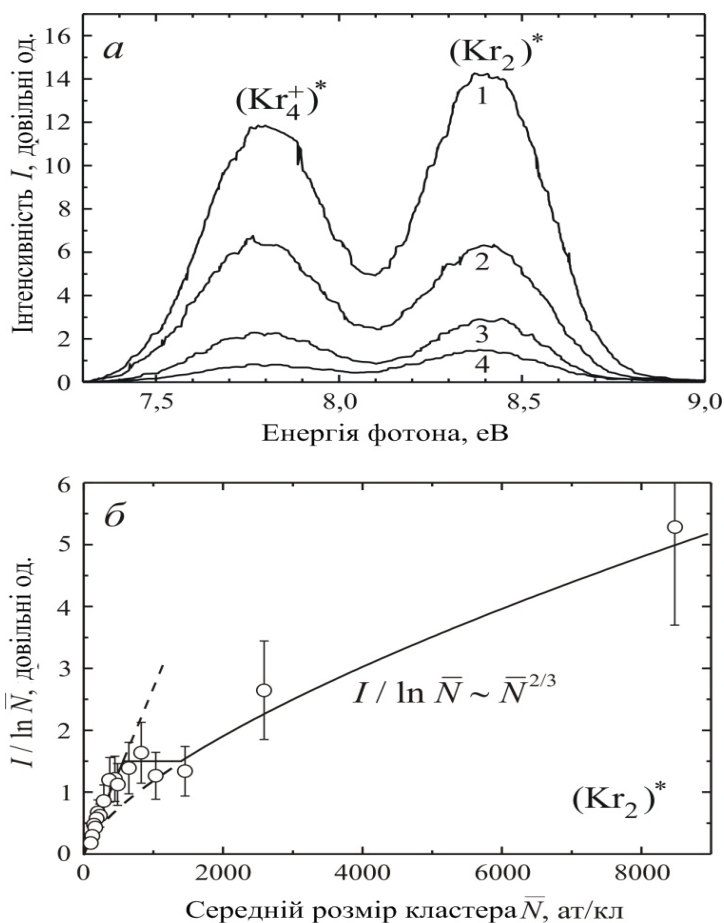 а
(Kr₄⁺)*
(Kr₂)*
1
2
3
4
Інтенсивність I, довільні од.
16
14
12
10
8
6
4
2
0
7,5 8,0 8,5 9,0
Енергія фотона, еВ
б
I / ln N̅, довільні од.
6
5
4
3
2
1
0
I / ln N̅ ~ N̅²ᐟ³
(Kr₂)*
0 2000 4000 6000 8000
Середній розмір кластера N̅, ат/кл